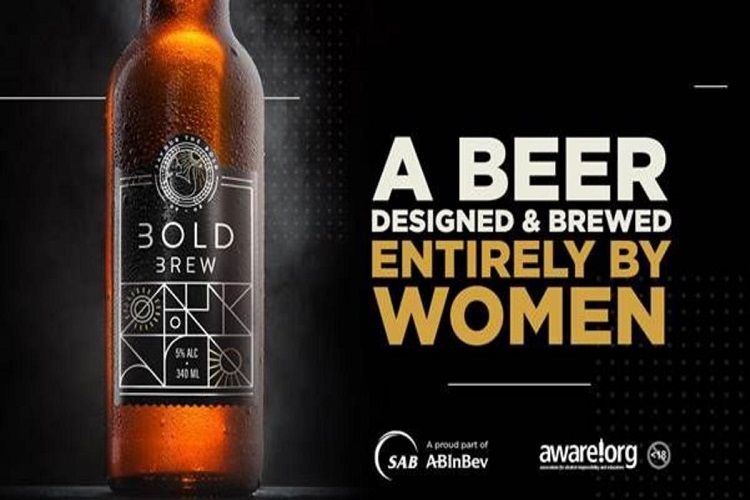 BOLD
BREW
5% ALC
340 ML
A BEER
DESIGNED & BREWED
ENTIRELY BY
WOMEN
SAB
A proud part of
ABInBev
aware!org
<18